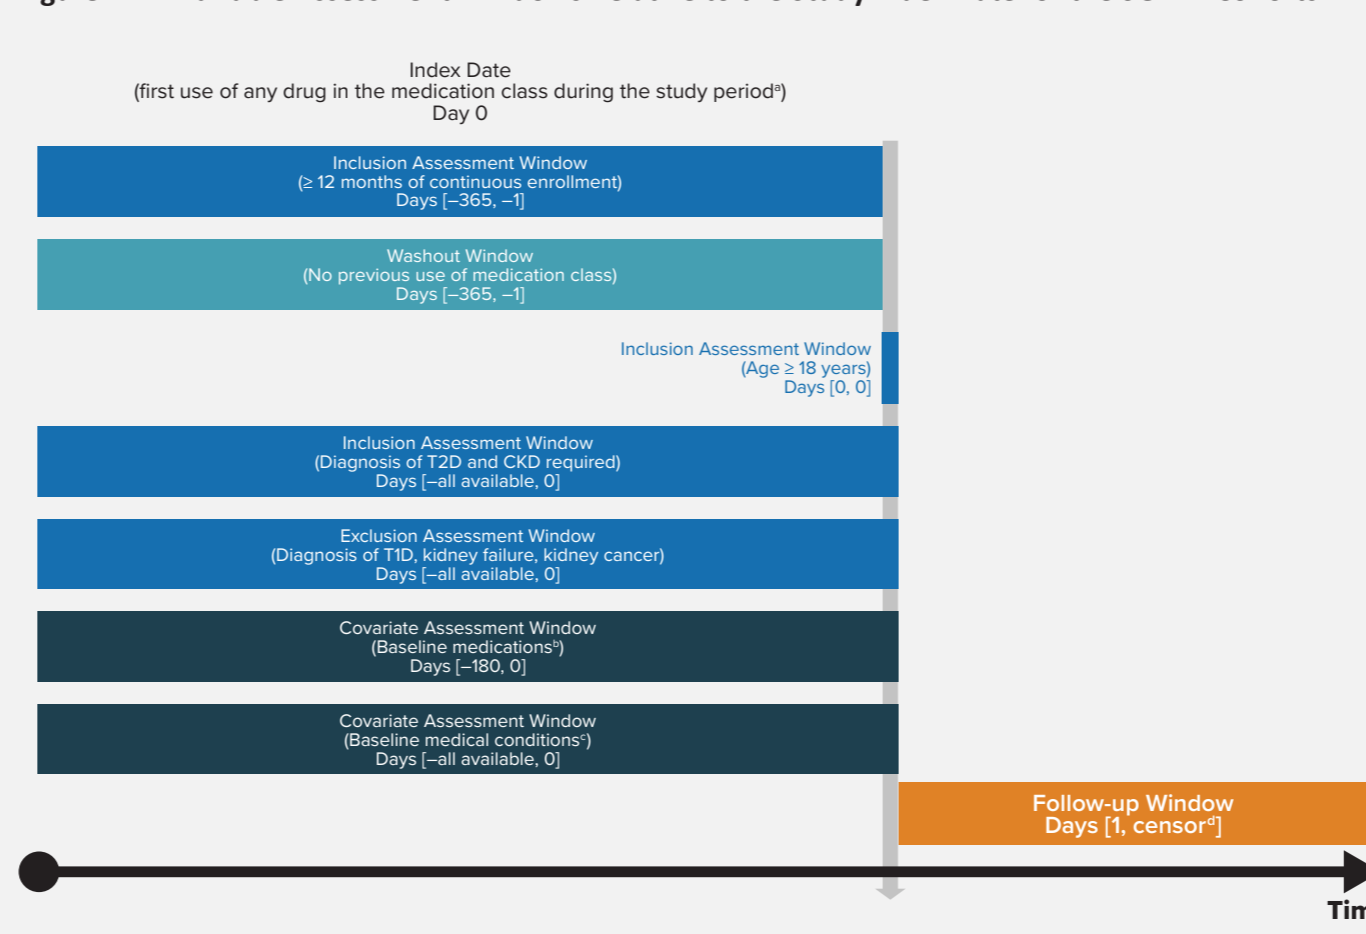 Index Date
(first use of any drug in the medication class during the study periodᵃ)
Day 0
Inclusion Assessment Window
(≥ 12 months of continuous enrollment)
Days [–365, –1]
Washout Window
(No previous use of medication class)
Days [–365, –1]
Inclusion Assessment Window
(Age ≥ 18 years)
Days [0, 0]
Inclusion Assessment Window
(Diagnosis of T2D and CKD required)
Days [–all available, 0]
Exclusion Assessment Window
(Diagnosis of T1D, kidney failure, kidney cancer)
Days [–all available, 0]
Covariate Assessment Window
(Baseline medicationsᵇ)
Days [–180, 0]
Covariate Assessment Window
(Baseline medical conditionsᶜ)
Days [–all available, 0]
Follow-up Window
Days [1, censorᵈ]
Tim